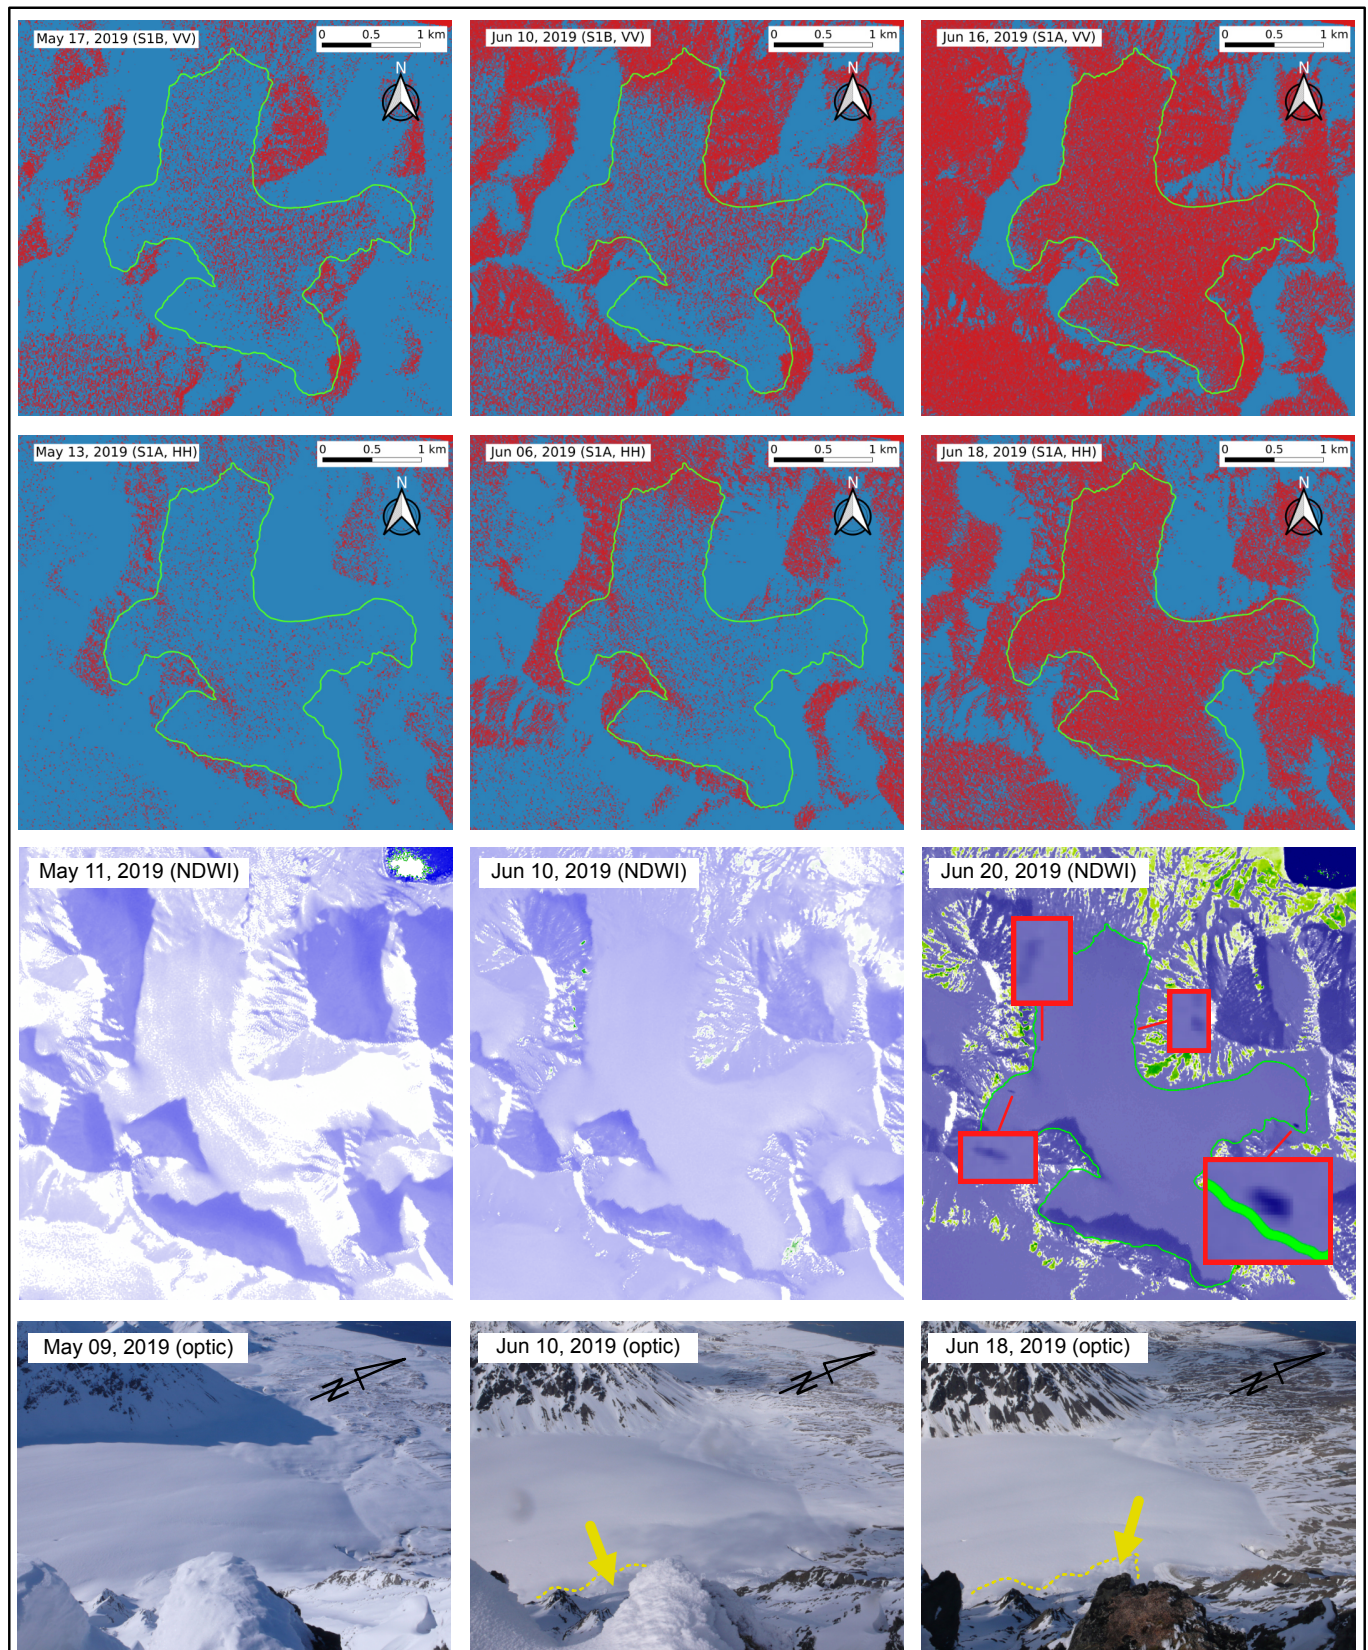 May 17, 2019 (S1B, VV)
0 0.5 1 km
N
Jun 10, 2019 (S1B, VV)
0 0.5 1 km
N
Jun 16, 2019 (S1A, VV)
0 0.5 1 km
N
May 13, 2019 (S1A, HH)
0 0.5 1 km
N
Jun 06, 2019 (S1A, HH)
0 0.5 1 km
N
Jun 18, 2019 (S1A, HH)
0 0.5 1 km
N
May 11, 2019 (NDWI)
Jun 10, 2019 (NDWI)
Jun 20, 2019 (NDWI)
May 09, 2019 (optic)
N
Jun 10, 2019 (optic)
N
Jun 18, 2019 (optic)
N